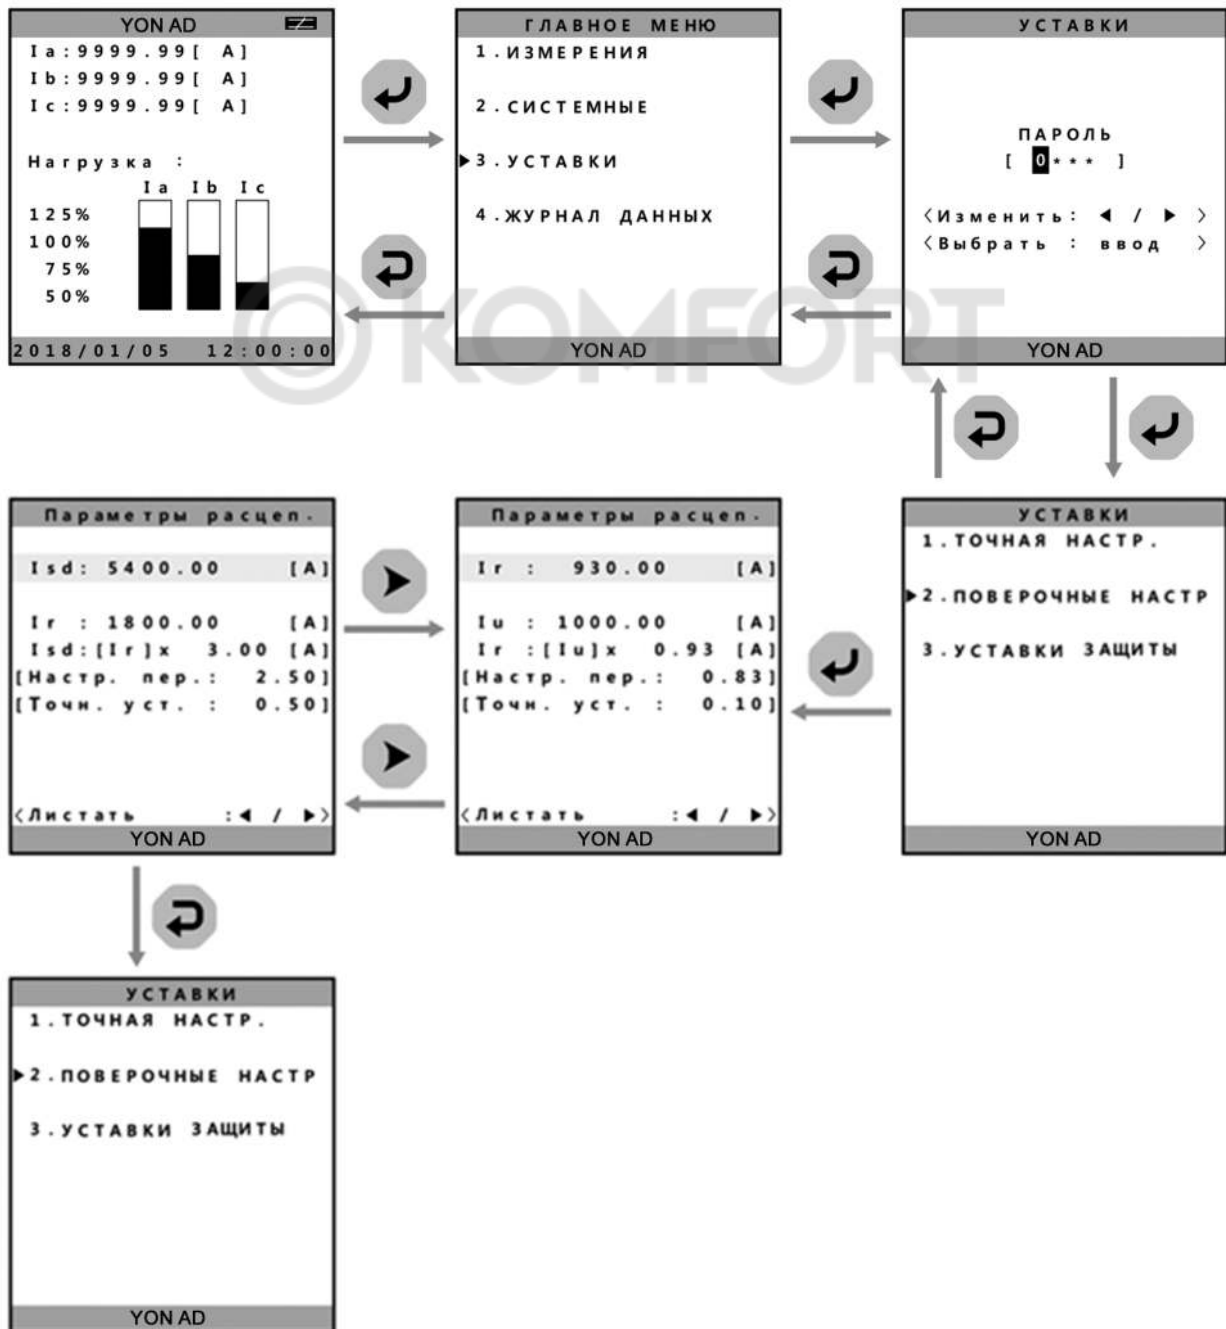 YON AD
Ia:9999.99[ A]
Ib:9999.99[ A]
Ic:9999.99[ A]
Нагрузка :
Ia Ib Ic
125%
100%
75%
50%
2018/01/05 12:00:00
ГЛАВНОЕ МЕНЮ
1.ИЗМЕРЕНИЯ
2.СИСТЕМНЫЕ
▶3.УСТАВКИ
4.ЖУРНАЛ ДАННЫХ
YON AD
УСТАВКИ
ПАРОЛЬ
[ 0*** ]
〈Изменить: ◀ / ▶ 〉
〈Выбрать : ввод 〉
YON AD
KOMFORT
Параметры расцеп.
Isd: 5400.00 [A]
Ir : 1800.00 [A]
Isd:[Ir]x 3.00 [A]
[Настр. пер.: 2.50]
[Точн. уст. : 0.50]
〈Листать :◀ / ▶〉
YON AD
Параметры расцеп.
Ir : 930.00 [A]
Iu : 1000.00 [A]
Ir :[Iu]x 0.93 [A]
[Настр. пер.: 0.83]
[Точн. уст. : 0.10]
〈Листать :◀ / ▶〉
YON AD
УСТАВКИ
1.ТОЧНАЯ НАСТР.
▶2.ПОВЕРОЧНЫЕ НАСТР
3.УСТАВКИ ЗАЩИТЫ
YON AD
УСТАВКИ
1.ТОЧНАЯ НАСТР.
▶2.ПОВЕРОЧНЫЕ НАСТР
3.УСТАВКИ ЗАЩИТЫ
YON AD